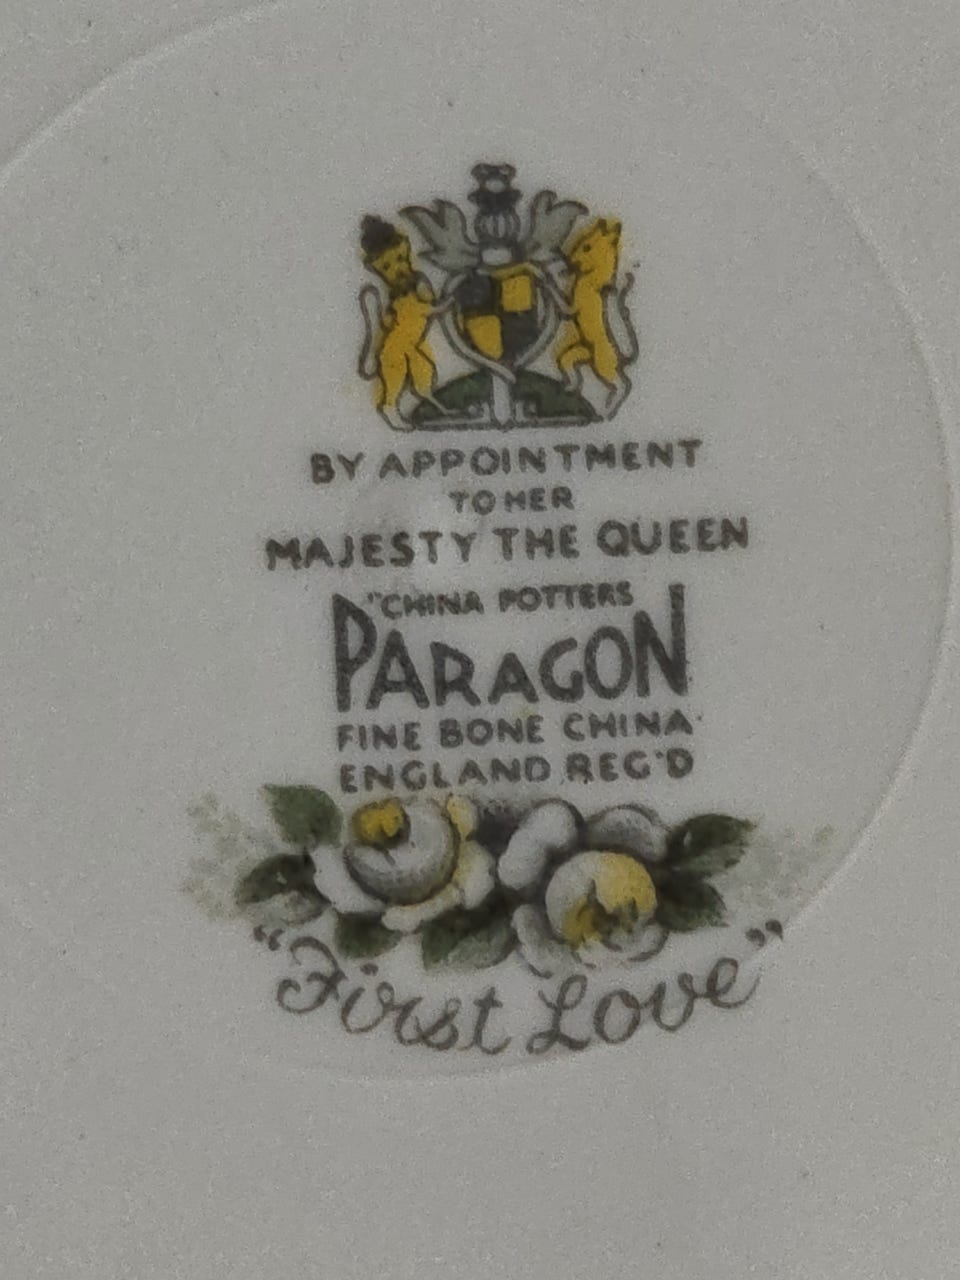 BY APPOINTMENT
TO HER
MAJESTY THE QUEEN
"CHINA POTTERS
PARAGON
FINE BONE CHINA
ENGLAND REG'D
"First Love"